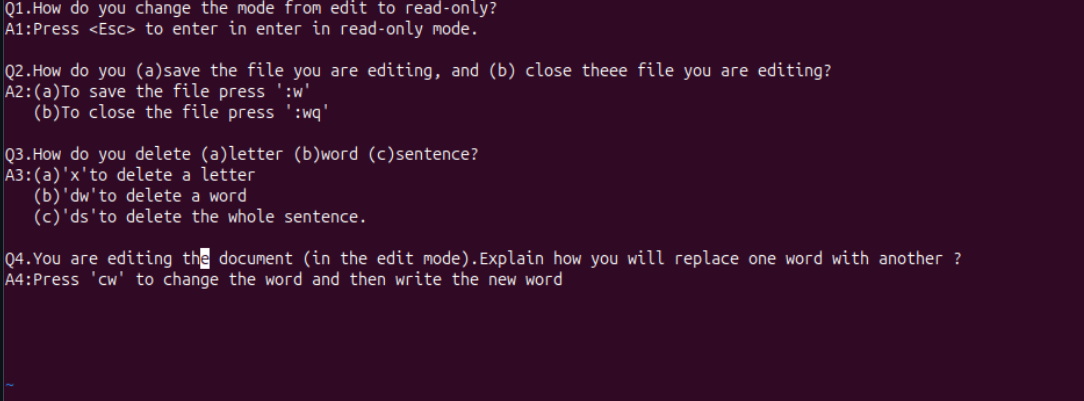 Q1.How do you change the mode from edit to read-only?
A1:Press <Esc> to enter in enter in read-only mode.
Q2.How do you (a)save the file you are editing, and (b) close theee file you are editing?
A2:(a)To save the file press ':w'
(b)To close the file press ':wq'
Q3.How do you delete (a)letter (b)word (c)sentence?
A3:(a)'x'to delete a letter
(b)'dw'to delete a word
(c)'ds'to delete the whole sentence.
Q4.You are editing the document (in the edit mode).Explain how you will replace one word with another ?
A4:Press 'cw' to change the word and then write the new word
~